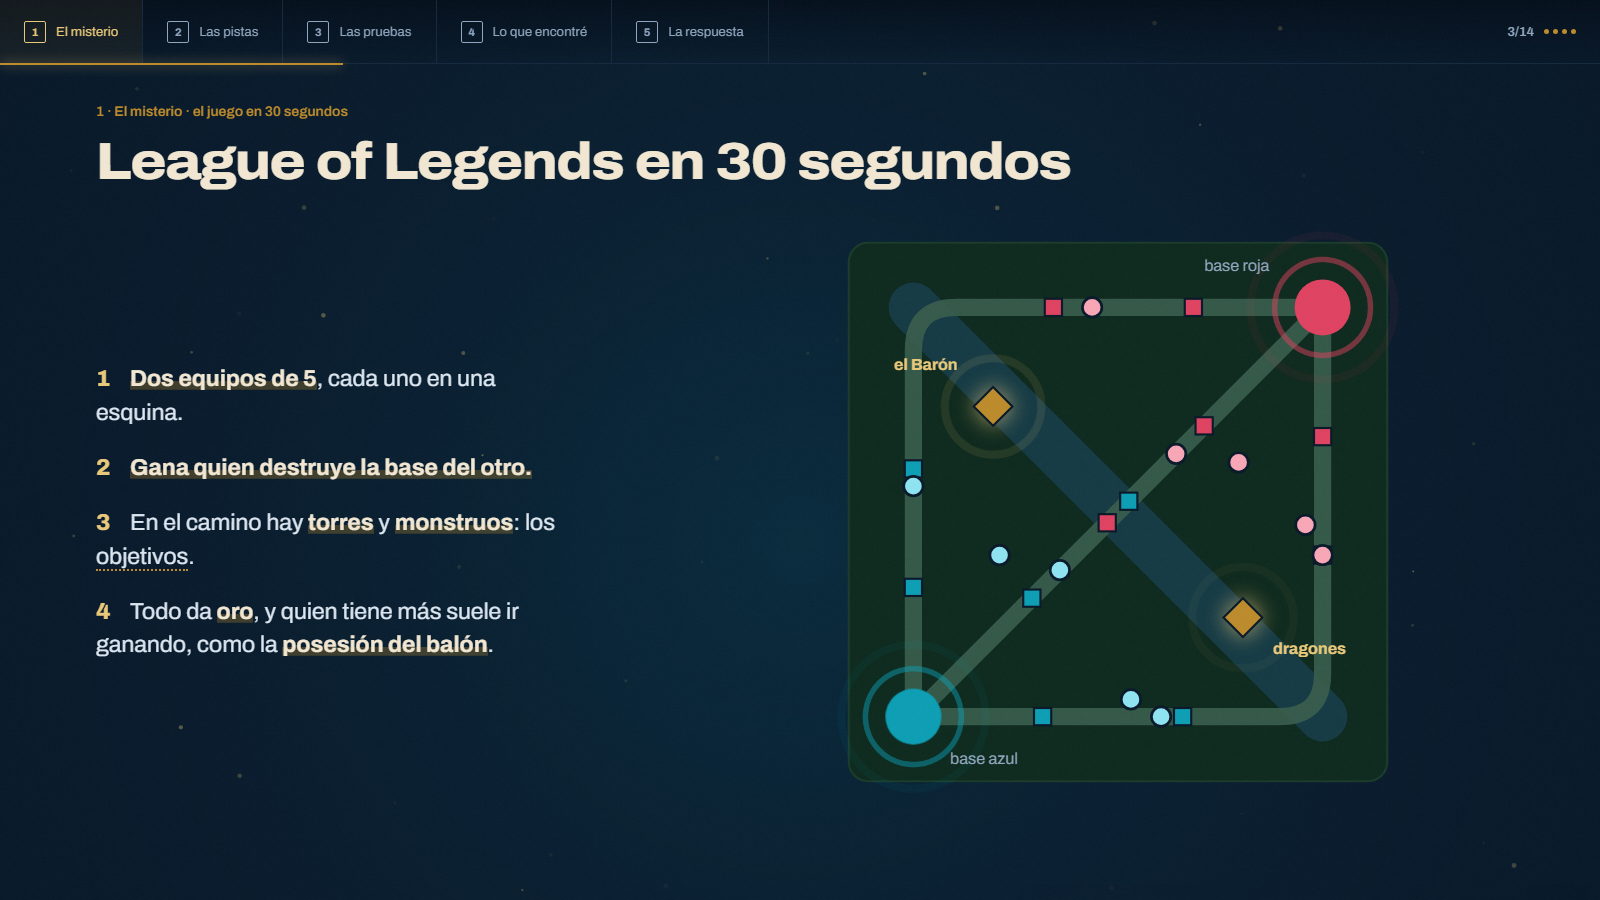 1 El misterio
2 Las pistas
3 Las pruebas
4 Lo que encontré
5 La respuesta
3/14
1 · El misterio · el juego en 30 segundos
League of Legends en 30 segundos
1 Dos equipos de 5, cada uno en una
esquina.
2 Gana quien destruye la base del otro.
3 En el camino hay torres y monstruos: los
objetivos.
4 Todo da oro, y quien tiene más suele ir
ganando, como la posesión del balón.
base roja
el Barón
dragones
base azul